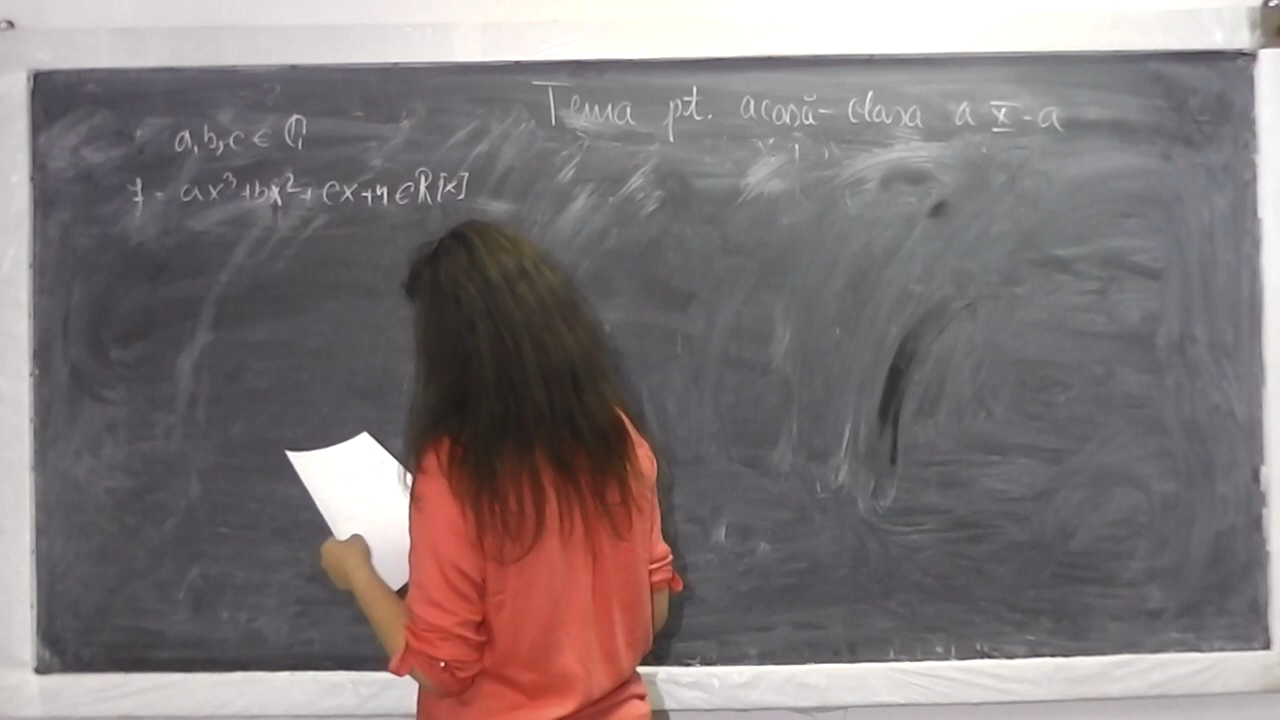 Tema pt. acasă - clasa a X-a
a, b, c ∈ Q
f = ax³+bx²+cx+4 ∈ R[x]